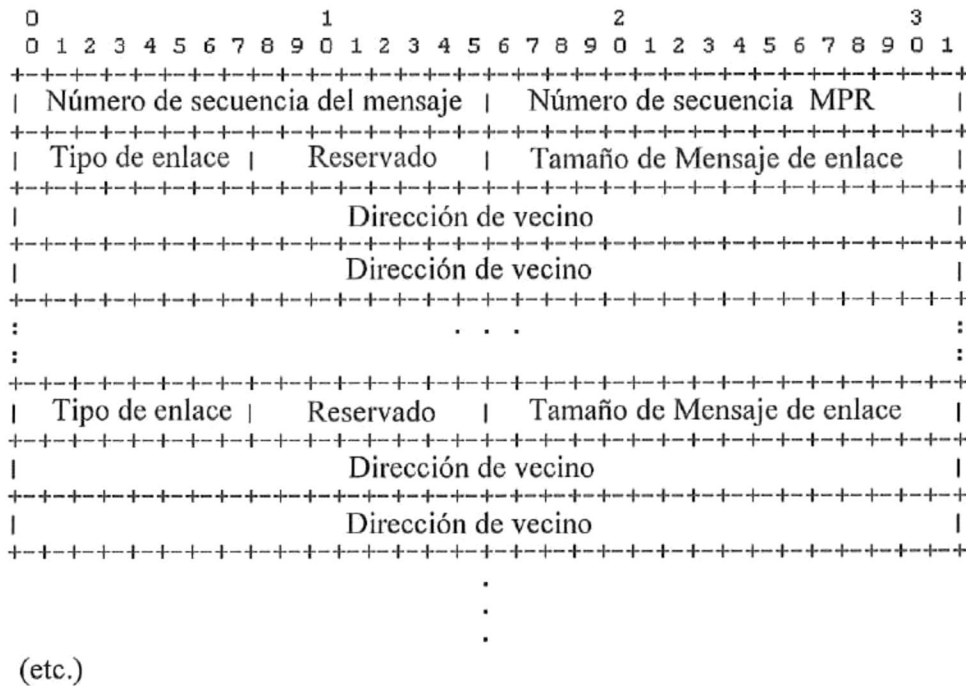 0 1 2 3
0 1 2 3 4 5 6 7 8 9 0 1 2 3 4 5 6 7 8 9 0 1 2 3 4 5 6 7 8 9 0 1
+-+-+-+-+-+-+-+-+-+-+-+-+-+-+-+-+-+-+-+-+-+-+-+-+-+-+-+-+-+-+-+-+
| Número de secuencia del mensaje | Número de secuencia MPR |
+-+-+-+-+-+-+-+-+-+-+-+-+-+-+-+-+-+-+-+-+-+-+-+-+-+-+-+-+-+-+-+-+
| Tipo de enlace | Reservado | Tamaño de Mensaje de enlace |
+-+-+-+-+-+-+-+-+-+-+-+-+-+-+-+-+-+-+-+-+-+-+-+-+-+-+-+-+-+-+-+-+
| Dirección de vecino |
+-+-+-+-+-+-+-+-+-+-+-+-+-+-+-+-+-+-+-+-+-+-+-+-+-+-+-+-+-+-+-+-+
| Dirección de vecino |
+-+-+-+-+-+-+-+-+-+-+-+-+-+-+-+-+-+-+-+-+-+-+-+-+-+-+-+-+-+-+-+-+
: . . . :
: :
+-+-+-+-+-+-+-+-+-+-+-+-+-+-+-+-+-+-+-+-+-+-+-+-+-+-+-+-+-+-+-+-+
| Tipo de enlace | Reservado | Tamaño de Mensaje de enlace |
+-+-+-+-+-+-+-+-+-+-+-+-+-+-+-+-+-+-+-+-+-+-+-+-+-+-+-+-+-+-+-+-+
| Dirección de vecino |
+-+-+-+-+-+-+-+-+-+-+-+-+-+-+-+-+-+-+-+-+-+-+-+-+-+-+-+-+-+-+-+-+
| Dirección de vecino |
+-+-+-+-+-+-+-+-+-+-+-+-+-+-+-+-+-+-+-+-+-+-+-+-+-+-+-+-+-+-+-+-+
.
.
.
(etc.)